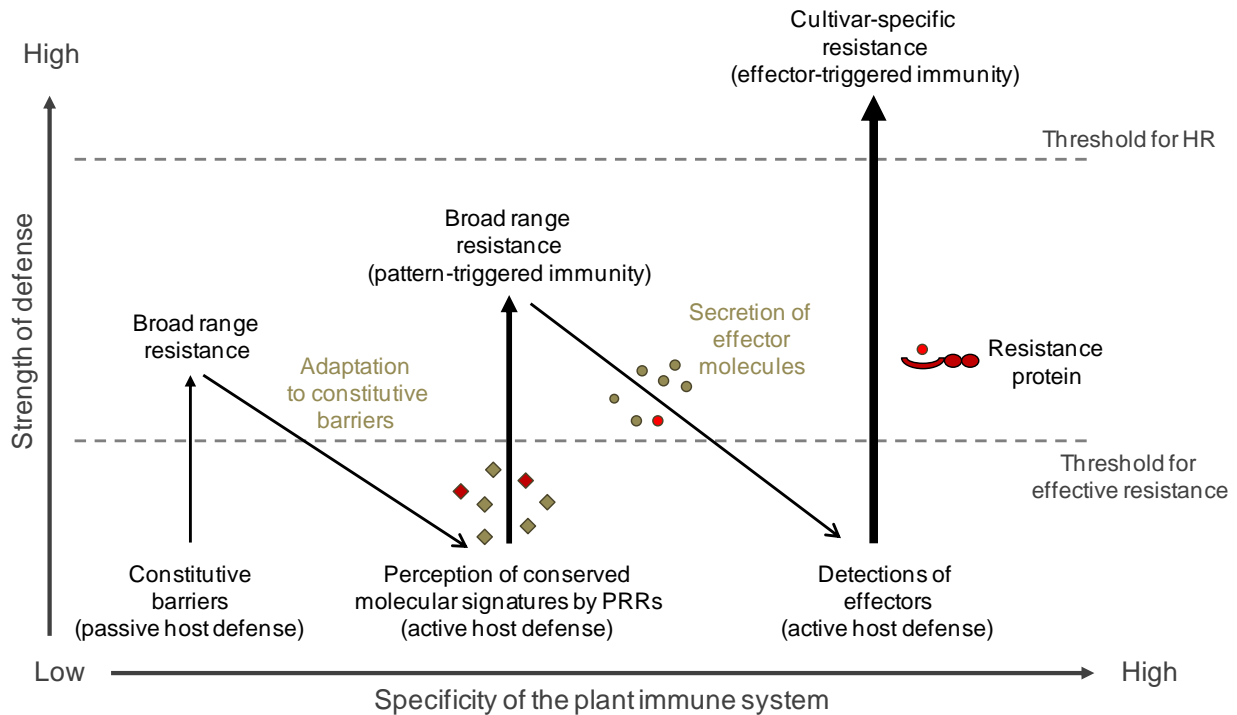 High
Strength of defense
Low
Specificity of the plant immune system
High
Threshold for HR
Threshold for
effective resistance
Broad range
resistance
Constitutive
barriers
(passive host defense)
Adaptation
to constitutive
barriers
Broad range
resistance
(pattern-triggered immunity)
Perception of conserved
molecular signatures by PRRs
(active host defense)
Secretion of
effector
molecules
Cultivar-specific
resistance
(effector-triggered immunity)
Resistance
protein
Detections of
effectors
(active host defense)